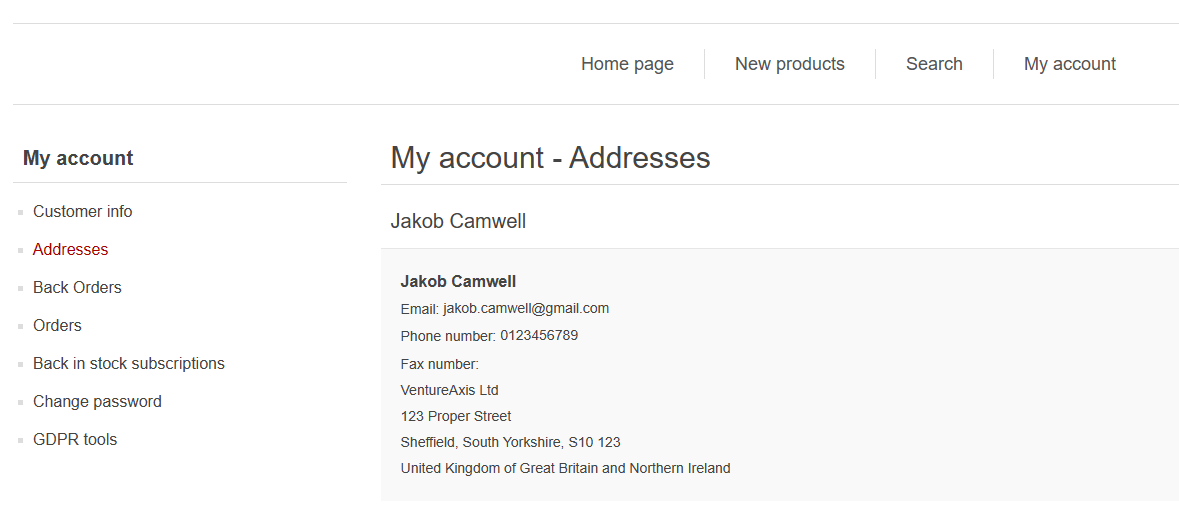 Home page
New products
Search
My account
My account
Customer info
Addresses
Back Orders
Orders
Back in stock subscriptions
Change password
GDPR tools
My account - Addresses
Jakob Camwell
Jakob Camwell
Email: jakob.camwell@gmail.com
Phone number: 0123456789
Fax number:
VentureAxis Ltd
123 Proper Street
Sheffield, South Yorkshire, S10 123
United Kingdom of Great Britain and Northern Ireland